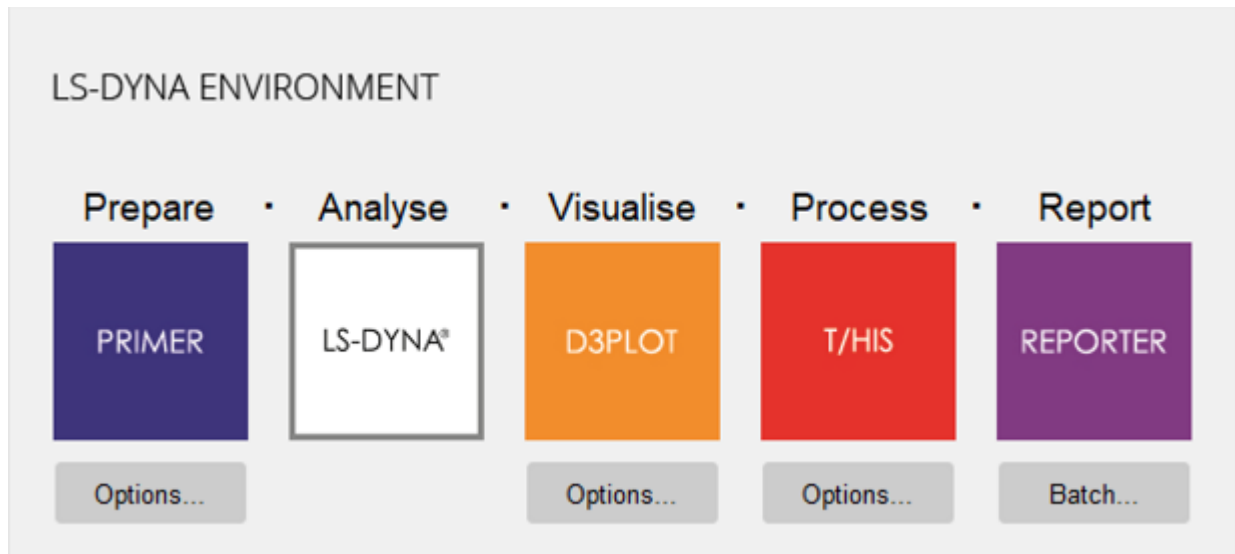 LS-DYNA ENVIRONMENT
Prepare · Analyse · Visualise · Process · Report
PRIMER LS-DYNA® D3PLOT T/HIS REPORTER
Options... Options... Options... Batch...